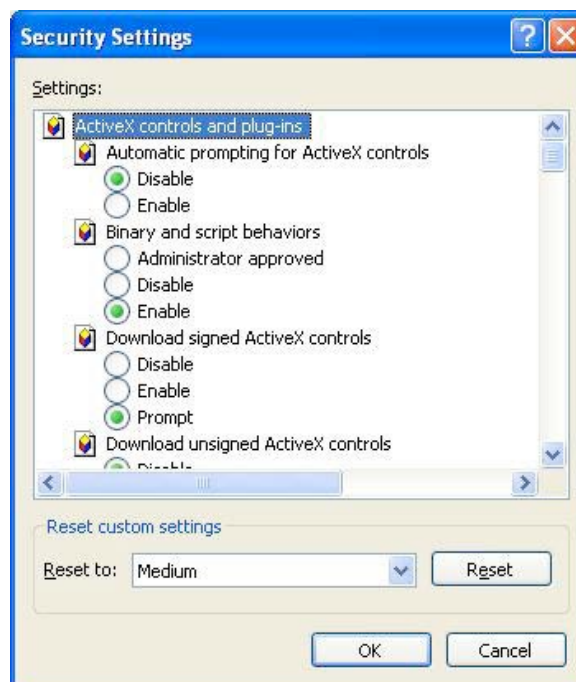 Security Settings
Settings:
ActiveX controls and plug-ins
Automatic prompting for ActiveX controls
Disable
Enable
Binary and script behaviors
Administrator approved
Disable
Enable
Download signed ActiveX controls
Disable
Enable
Prompt
Download unsigned ActiveX controls
Disable
Reset custom settings
Reset to: Medium Reset
OK Cancel